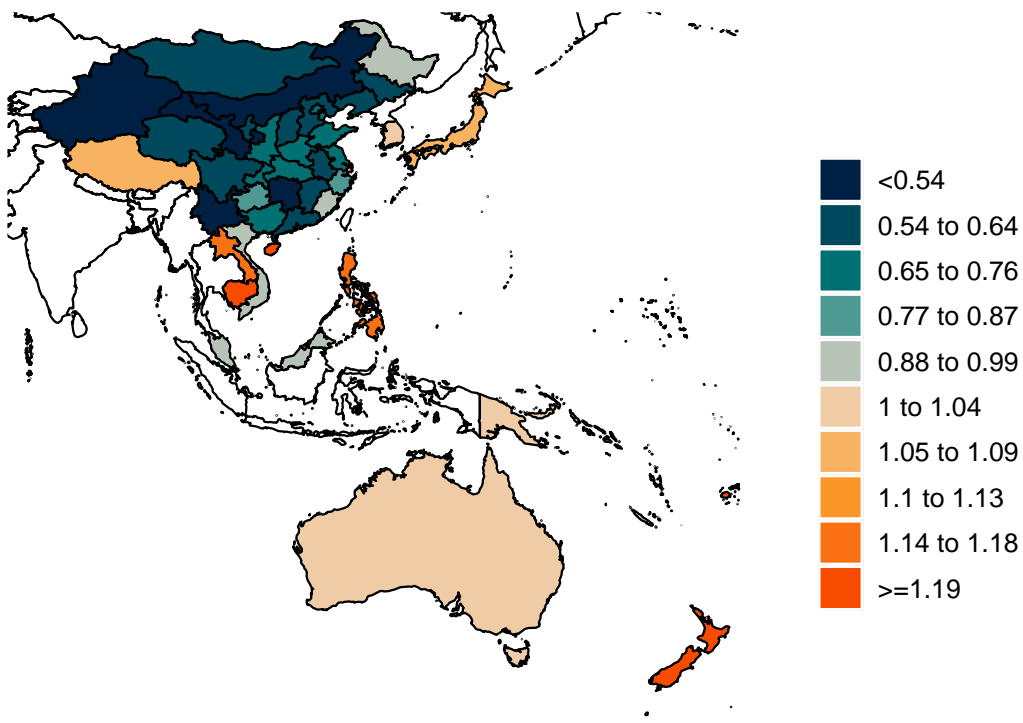 <0.54
0.54 to 0.64
0.65 to 0.76
0.77 to 0.87
0.88 to 0.99
1 to 1.04
1.05 to 1.09
1.1 to 1.13
1.14 to 1.18
>=1.19